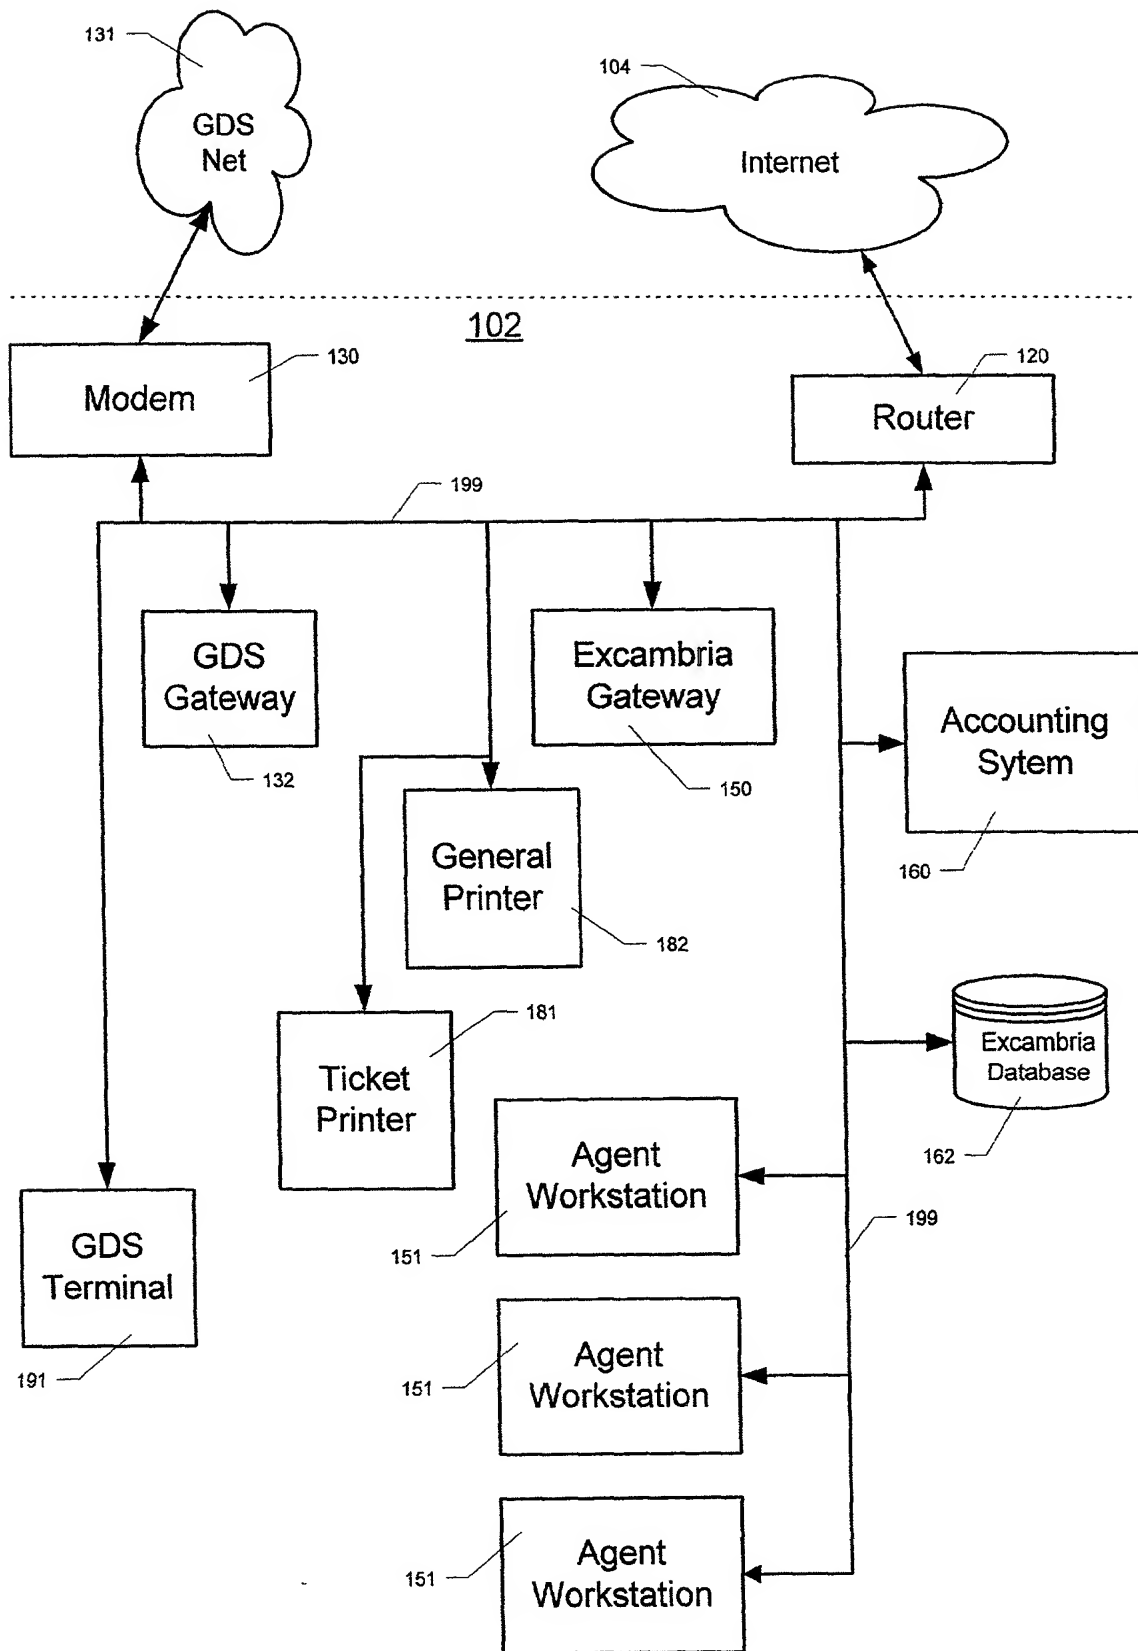 131
GDS
Net
104
Internet
102
130
Modem
120
Router
199
GDS
Gateway
132
Excambria
Gateway
150
Accounting
Sytem
160
General
Printer
182
181
Ticket
Printer
Excambria
Database
162
Agent
Workstation
151
199
GDS
Terminal
191
Agent
Workstation
151
Agent
Workstation
151